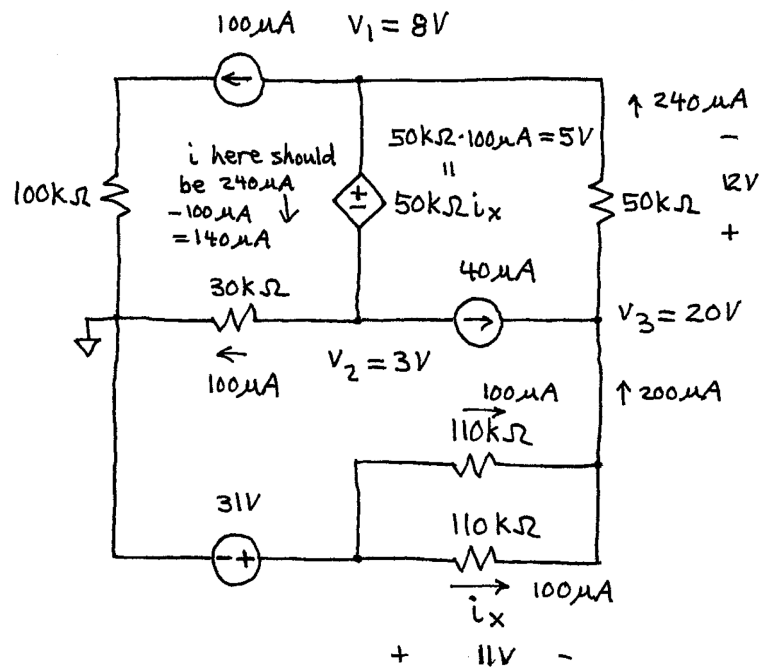 100μA
V₁ = 8V
↑ 240μA
i here should
be 240μA
-100μA ↓
= 140μA
50kΩ·100μA = 5V
=
50kΩ iₓ
−
12V
+
100kΩ
50kΩ
±
30kΩ
40μA
V₃ = 20V
←
100μA
V₂ = 3V
→
100μA
↑ 200μA
110kΩ
31V
- +
110kΩ
→
iₓ
100μA
+ 11V −